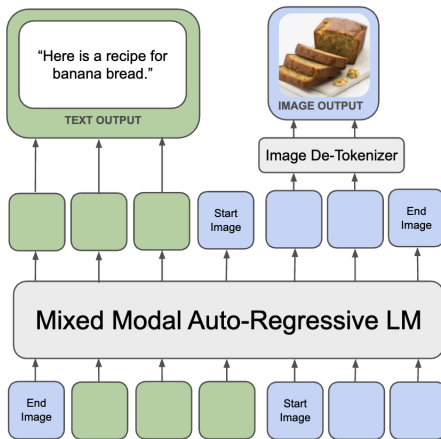 “Here is a recipe for
banana bread.”
TEXT OUTPUT
IMAGE OUTPUT
Image De-Tokenizer
Start
Image
End
Image
Mixed Modal Auto-Regressive LM
End
Image
Start
Image